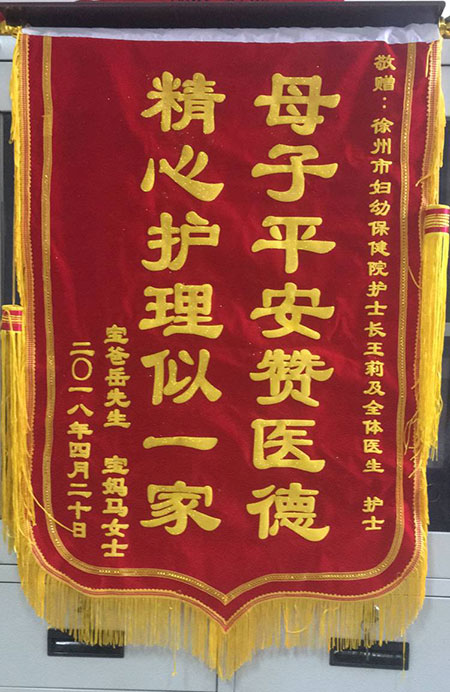 敬赠：徐州市妇幼保健院护士长王莉及全体医生 护士
母子平安赞医德
精心护理似一家
宝爸岳先生 宝妈马女士
二〇一八年四月二十日